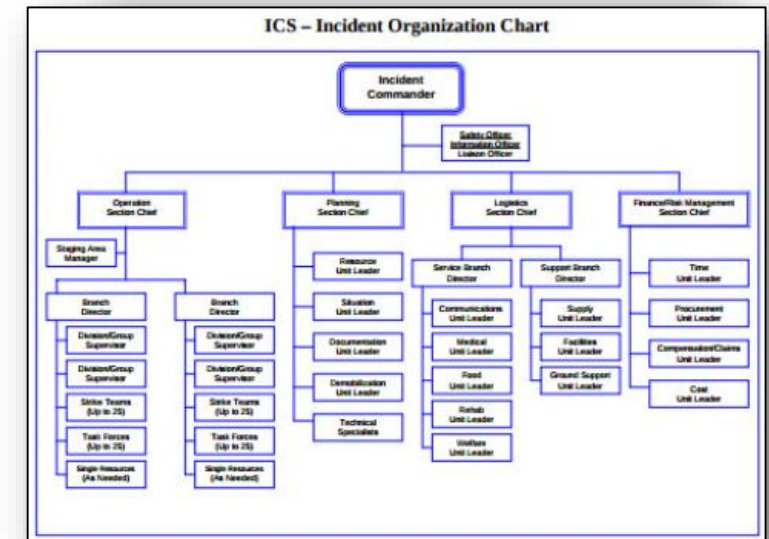 ICS – Incident Organization Chart
Incident
Commander
Safety Officer
Information Officer
Liaison Officer
Operation
Section Chief
Planning
Section Chief
Logistics
Section Chief
Finance/Risk Management
Section Chief
Staging Area
Manager
Branch
Director
Division/Group
Supervisor
Division/Group
Supervisor
Strike Teams
(Up to 25)
Task Forces
(Up to 25)
Single Resources
(As Needed)
Branch
Director
Division/Group
Supervisor
Division/Group
Supervisor
Strike Teams
(Up to 25)
Task Forces
(Up to 25)
Single Resources
(As Needed)
Resource
Unit Leader
Situation
Unit Leader
Documentation
Unit Leader
Demobilization
Unit Leader
Technical
Specialists
Service Branch
Director
Communications
Unit Leader
Medical
Unit Leader
Food
Unit Leader
Rehab
Unit Leader
Welfare
Unit Leader
Support Branch
Director
Supply
Unit Leader
Facilities
Unit Leader
Ground Support
Unit Leader
Time
Unit Leader
Procurement
Unit Leader
Compensation/Claims
Unit Leader
Cost
Unit Leader